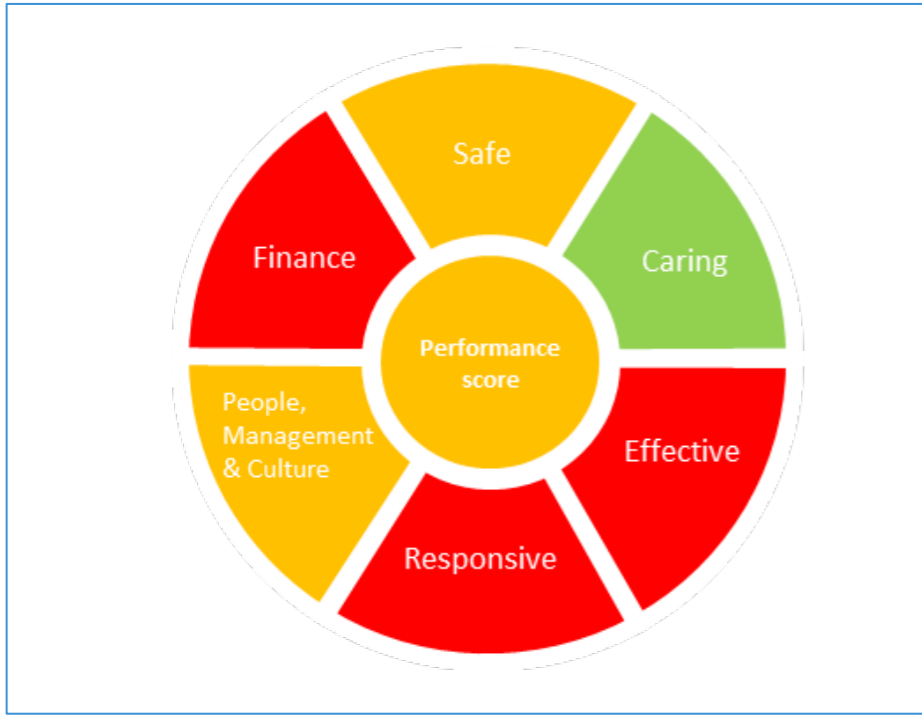 Safe
Caring
Effective
Responsive
People,
Management
& Culture
Finance
Performance
score